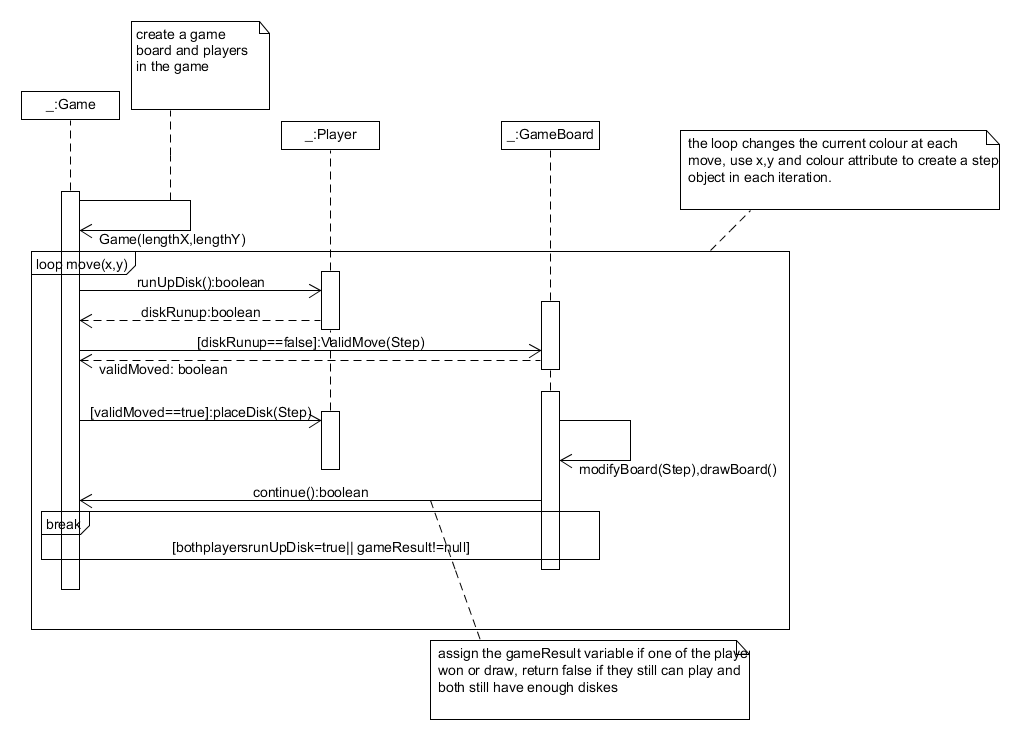 create a game
board and players
in the game
_:Game
_:Player
_:GameBoard
the loop changes the current colour at each
move, use x,y and colour attribute to create a step
object in each iteration.
Game(lengthX,lengthY)
loop move(x,y)
runUpDisk():boolean
diskRunup:boolean
[diskRunup==false]:ValidMove(Step)
validMoved: boolean
[validMoved==true]:placeDisk(Step)
modifyBoard(Step),drawBoard()
continue():boolean
break
[bothplayersrunUpDisk=true|| gameResult!=null]
assign the gameResult variable if one of the playe
won or draw, return false if they still can play and
both still have enough diskes